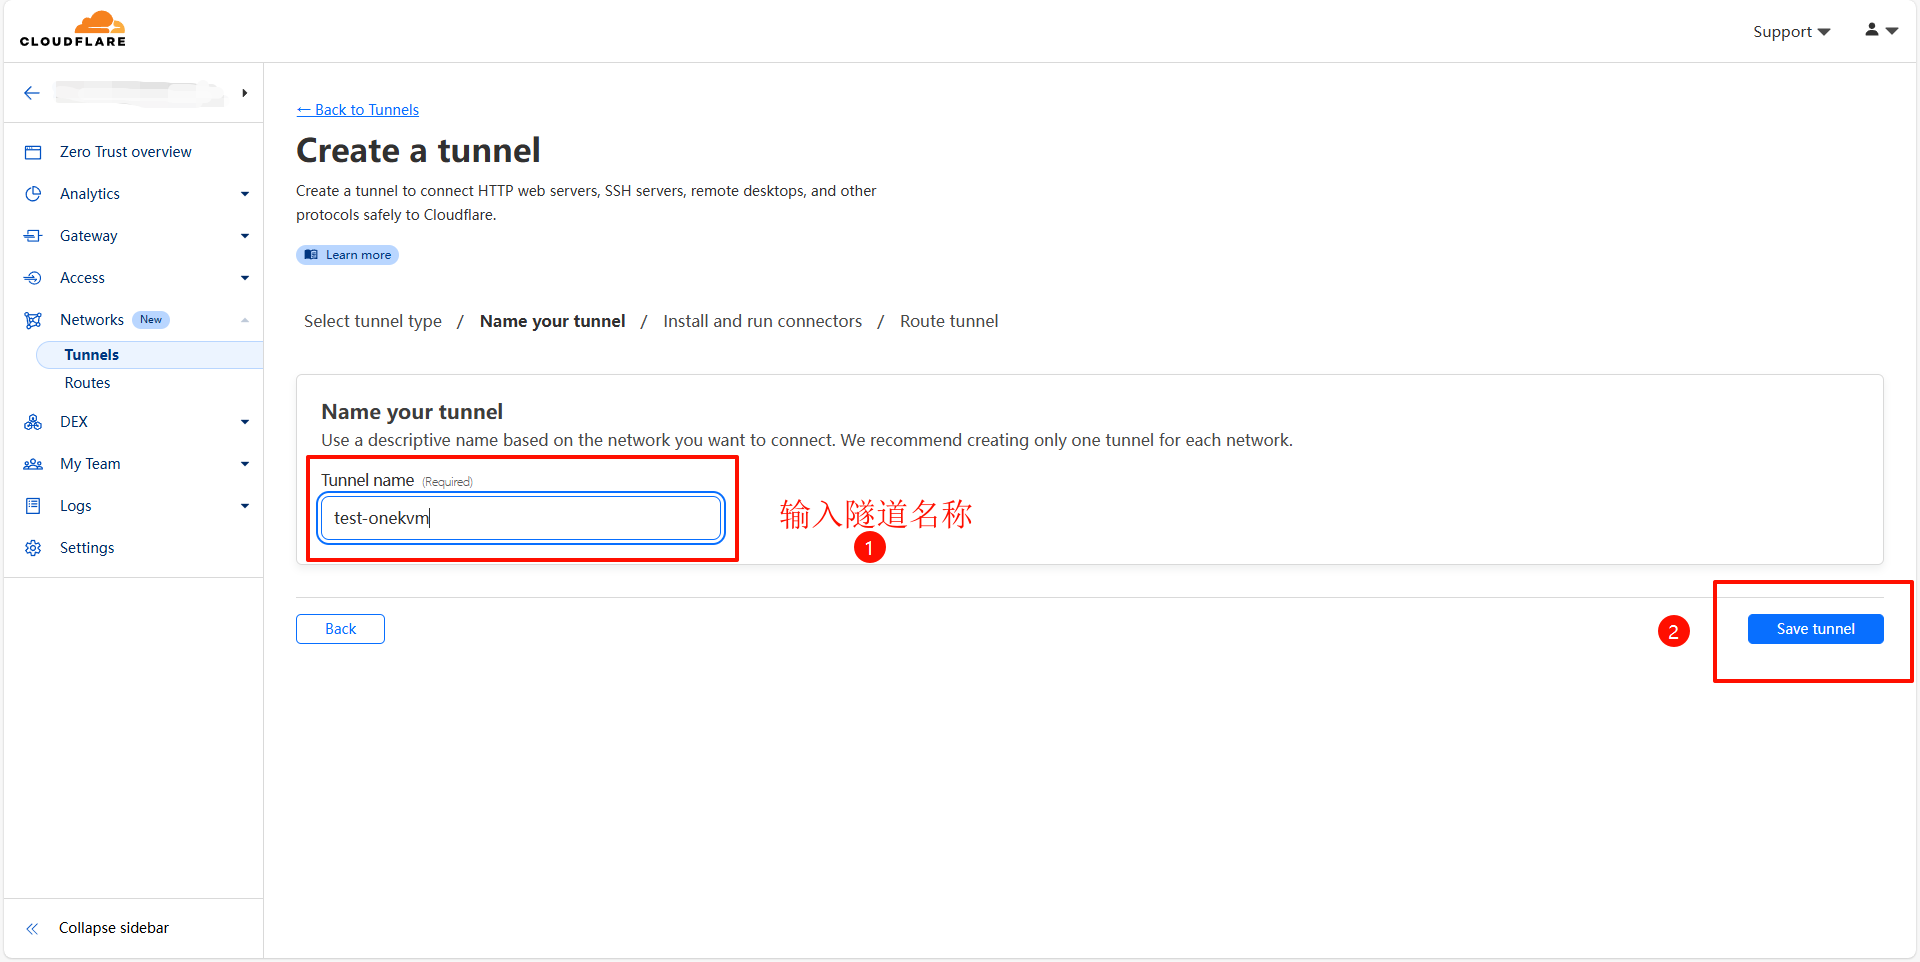 CLOUDFLARE
Support
Zero Trust overview
Analytics
Gateway
Access
Networks New
Tunnels
Routes
DEX
My Team
Logs
Settings
Collapse sidebar
← Back to Tunnels
Create a tunnel
Create a tunnel to connect HTTP web servers, SSH servers, remote desktops, and other
protocols safely to Cloudflare.
Learn more
Select tunnel type / Name your tunnel / Install and run connectors / Route tunnel
Name your tunnel
Use a descriptive name based on the network you want to connect. We recommend creating only one tunnel for each network.
Tunnel name (Required)
test-onekvm
输入隧道名称
1
Back
2
Save tunnel